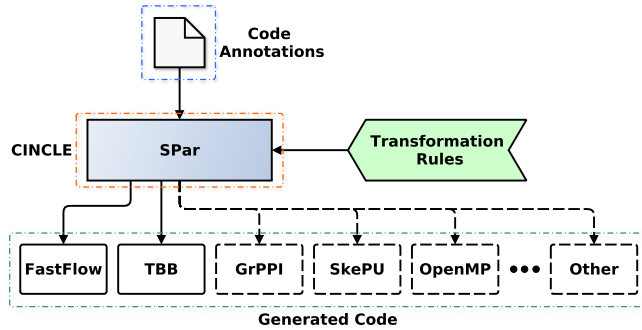 Code
Annotations
CINCLE
SPar
Transformation
Rules
FastFlow
TBB
GrPPI
SkePU
OpenMP
•••
Other
Generated Code